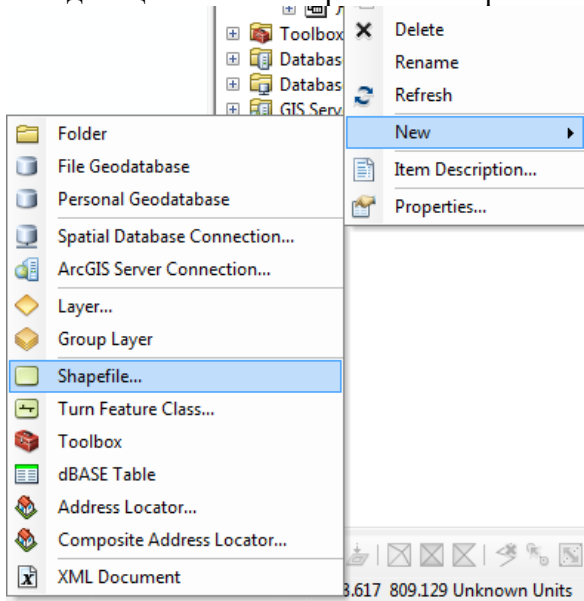 Toolbox
Databas
Databas
GIS Serv
Delete
Rename
Refresh
New
Item Description...
Properties...
Folder
File Geodatabase
Personal Geodatabase
Spatial Database Connection...
ArcGIS Server Connection...
Layer...
Group Layer
Shapefile...
Turn Feature Class...
Toolbox
dBASE Table
Address Locator...
Composite Address Locator...
XML Document
3.617 809.129 Unknown Units